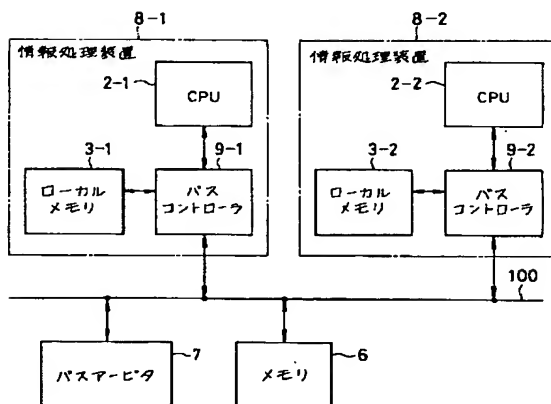 8-1
8-2
情報処理装置
情報処理装置
2-1
CPU
2-2
CPU
3-1
9-1
3-2
9-2
ローカル
メモリ
バス
コントローラ
ローカル
メモリ
バス
コントローラ
100
バスアービタ
7
メモリ
6